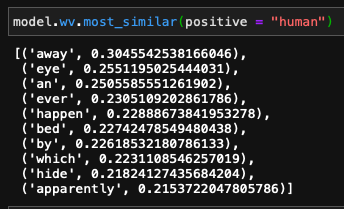 model.wv.most_similar(positive = "human")
[('away', 0.3045542538166046),
('eye', 0.2551195025444031),
('an', 0.2505585551261902),
('ever', 0.2305109202861786),
('happen', 0.22888673841953278),
('bed', 0.22742478549480438),
('by', 0.22618532180786133),
('which', 0.2231108546257019),
('hide', 0.21824127435684204),
('apparently', 0.2153722047805786)]